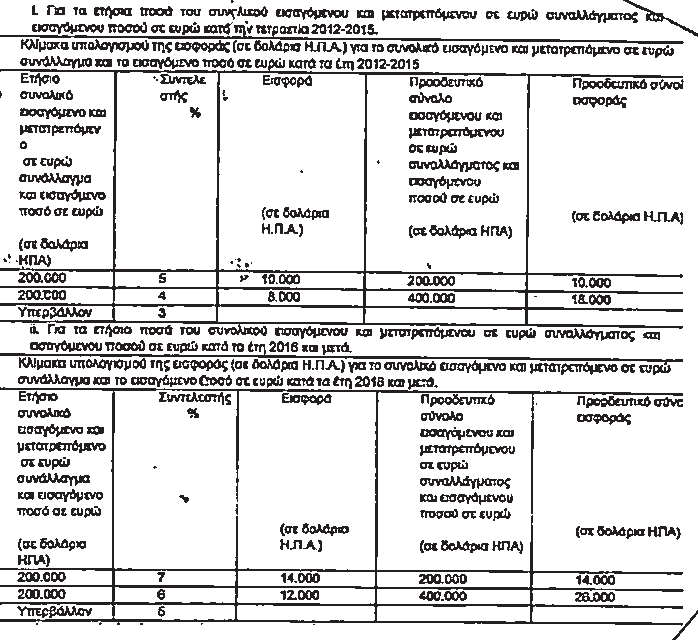 i. Για τα ετήσια ποσά του συνολικού εισαγόμενου και μετατρεπόμενου σε ευρώ συναλλάγματος και
εισαγόμενου ποσού σε ευρώ κατά την τετραετία 2012-2015.
Κλίμακα υπολογισμού της εισφοράς (σε δολάρια Η.Π.Α.) για το συνολικό εισαγόμενο και μετατρεπόμενο σε ευρώ
συνάλλαγμα και το εισαγόμενο ποσό σε ευρώ κατά τα έτη 2012-2015
Ετήσιο συνολικό εισαγόμενο και μετατρεπόμεν ο σε ευρώ συνάλλαγμα και εισαγόμενο ποσό σε ευρώ (σε δολάρια ΗΠΑ)
Συντελε στής %
Εισφορά (σε δολάρια Η.Π.Α.)
Προοδευτικό σύνολο εισαγόμενου και μετατρεπόμενου σε ευρώ συναλλάγματος και εισαγόμενου ποσού σε ευρώ (σε δολάρια ΗΠΑ)
Προοδευτικό σύνολ εισφοράς (σε δολάρια Η.Π.Α)
200.000 5 10.000 200.000 10.000
200.000 4 8.000 400.000 18.000
Υπερβάλλον 3
ii. Για τα ετήσια ποσά του συνολικού εισαγόμενου και μετατρεπόμενου σε ευρώ συναλλάγματος και
εισαγόμενου ποσού σε ευρώ κατά τα έτη 2016 και μετά.
Κλίμακα υπολογισμού της εισφοράς (σε δολάρια Η.Π.Α.) για το συνολικό εισαγόμενο και μετατρεπόμενο σε ευρώ
συνάλλαγμα και το εισαγόμενο ποσό σε ευρώ κατά τα έτη 2016 και μετά.
Ετήσιο συνολικό εισαγόμενο και μετατρεπόμενο σε ευρώ συνάλλαγμα και εισαγόμενο ποσό σε ευρώ (σε δολάρια ΗΠΑ)
Συντελεστής %
Εισφορά (σε δολάρια Η.Π.Α.)
Προοδευτικό σύνολο εισαγόμενου και μετατρεπόμενου σε ευρώ συναλλάγματος και εισαγόμενου ποσού σε ευρώ (σε δολάρια ΗΠΑ)
Προοδευτικό σύνο εισφοράς (σε δολάρια ΗΠΑ)
200.000 7 14.000 200.000 14.000
200.000 6 12.000 400.000 26.000
Υπερβάλλον 5